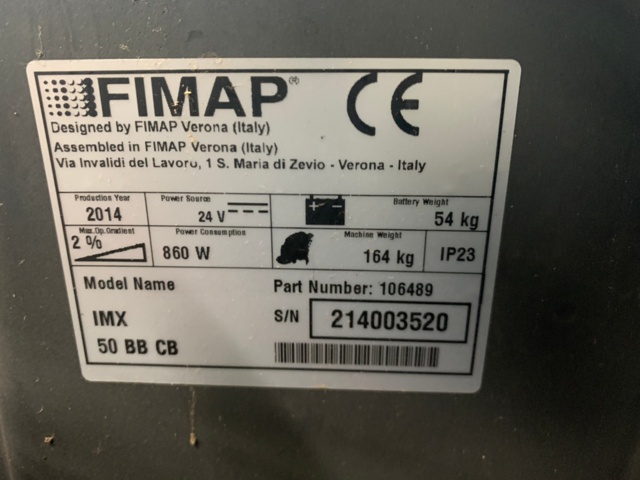 FIMAP® CE
Designed by FIMAP Verona (Italy)
Assembled in FIMAP Verona (Italy)
Via Invalidi del Lavoro, 1 S. Maria di Zevio - Verona - Italy
Production Year
2014
Power Source
24 V
Battery Weight
54 kg
Max.Op.Gradient
2 %
Power Consumption
860 W
Machine Weight
164 kg
IP23
Model Name
IMX
50 BB CB
Part Number: 106489
S/N 214003520